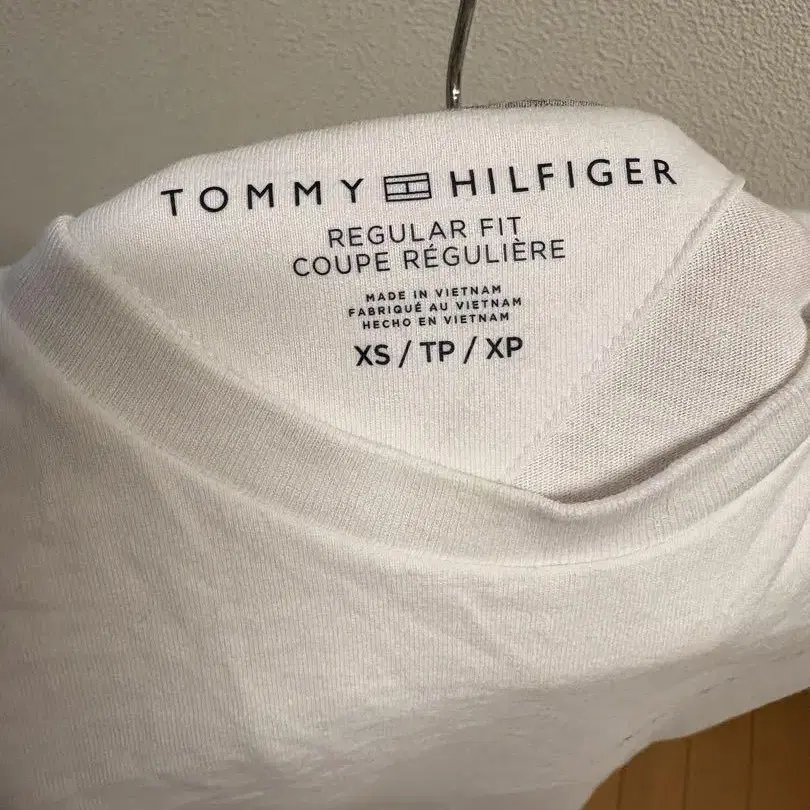 TOMMY HILFIGER
REGULAR FIT
COUPE RÉGULIÈRE
MADE IN VIETNAM
FABRIQUÉ AU VIETNAM
HECHO EN VIETNAM
XS / TP / XP